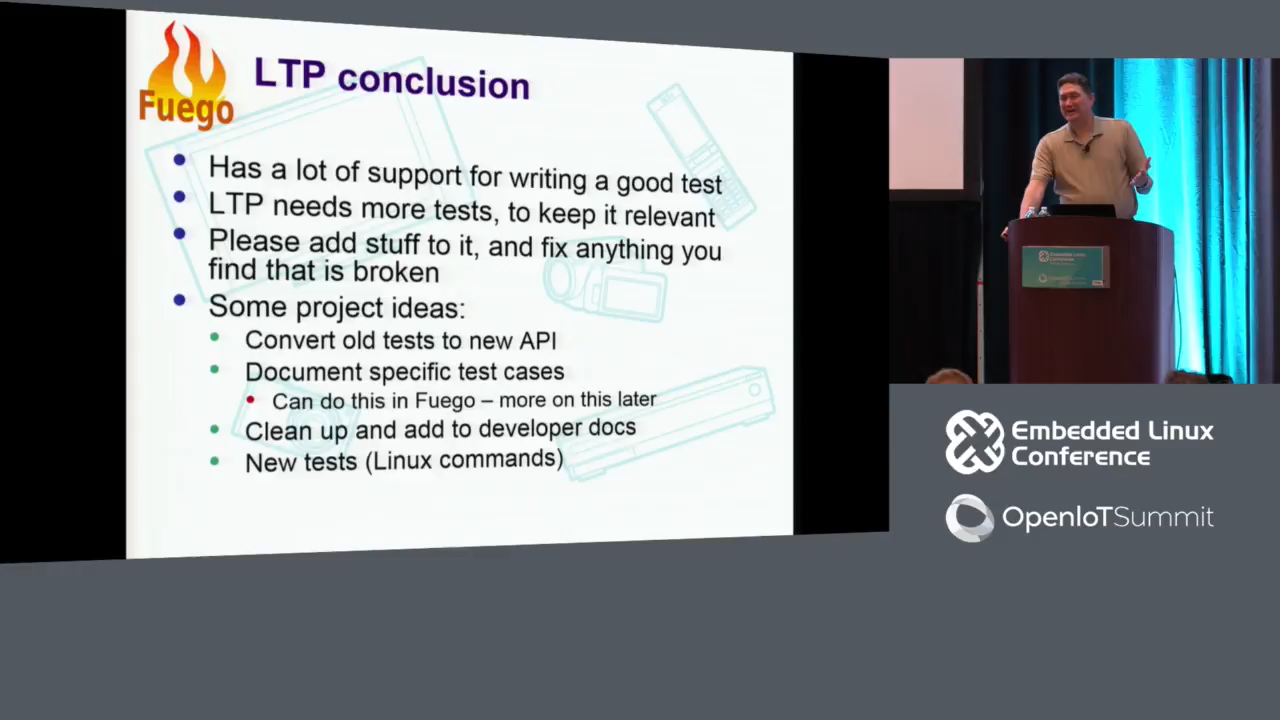 Fuego
LTP conclusion
Has a lot of support for writing a good test
LTP needs more tests, to keep it relevant
Please add stuff to it, and fix anything you
find that is broken
Some project ideas:
Convert old tests to new API
Document specific test cases
Can do this in Fuego – more on this later
Clean up and add to developer docs
New tests (Linux commands)
Embedded Linux
Conference
Embedded Linux
Conference
OpenIoTSummit